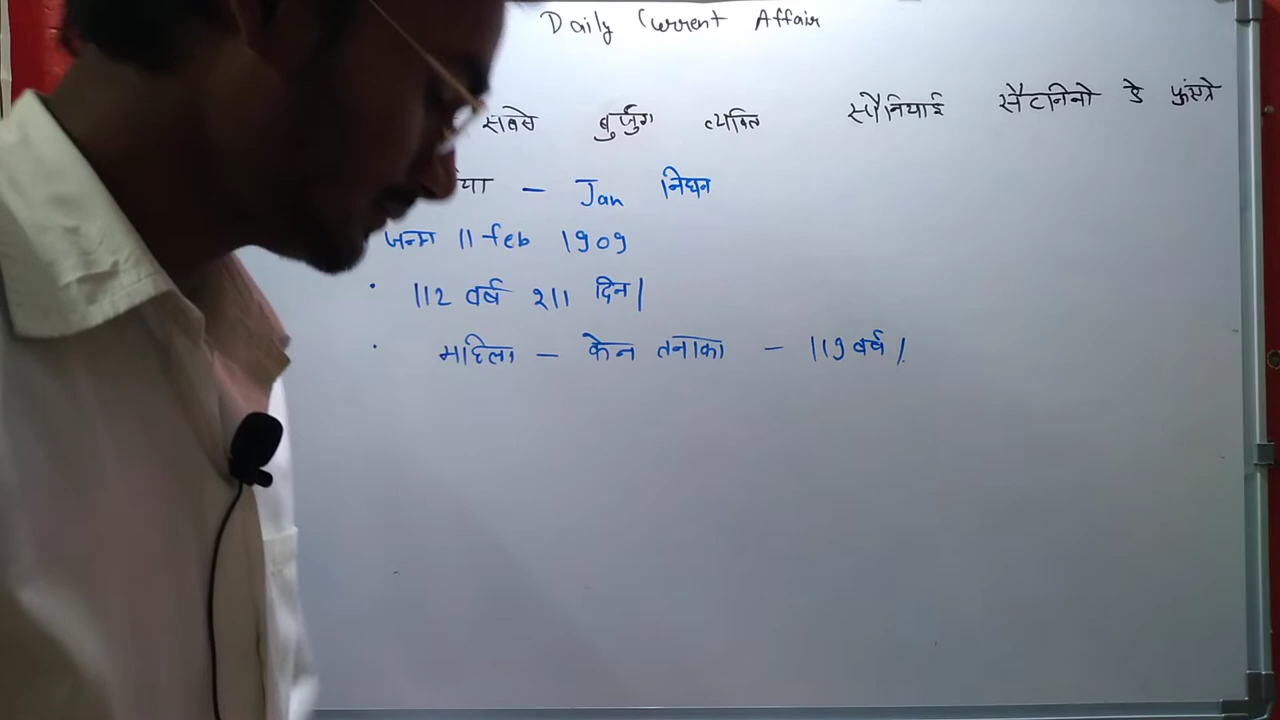 Daily Current Affair
सबसे बुर्जुग व्यक्ति स्पैनियाई सैटर्निनो डे फुएंत्रे
या - Jan निधन
जन्म 11 feb 1909
• 112 वर्ष 211 दिन।
• महिला - केन तनाका - 119 वर्ष।